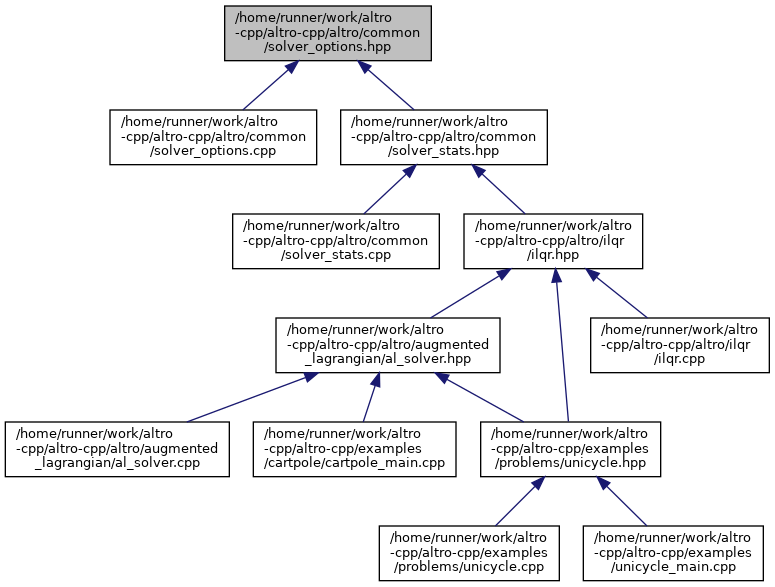 /home/runner/work/altro
-cpp/altro-cpp/altro/common
/solver_options.hpp
/home/runner/work/altro
-cpp/altro-cpp/altro/common
/solver_options.cpp
/home/runner/work/altro
-cpp/altro-cpp/altro/common
/solver_stats.hpp
/home/runner/work/altro
-cpp/altro-cpp/altro/common
/solver_stats.cpp
/home/runner/work/altro
-cpp/altro-cpp/altro/ilqr
/ilqr.hpp
/home/runner/work/altro
-cpp/altro-cpp/altro/augmented
_lagrangian/al_solver.hpp
/home/runner/work/altro
-cpp/altro-cpp/altro/ilqr
/ilqr.cpp
/home/runner/work/altro
-cpp/altro-cpp/altro/augmented
_lagrangian/al_solver.cpp
/home/runner/work/altro
-cpp/altro-cpp/examples
/cartpole/cartpole_main.cpp
/home/runner/work/altro
-cpp/altro-cpp/examples
/problems/unicycle.hpp
/home/runner/work/altro
-cpp/altro-cpp/examples
/problems/unicycle.cpp
/home/runner/work/altro
-cpp/altro-cpp/examples
/unicycle_main.cpp